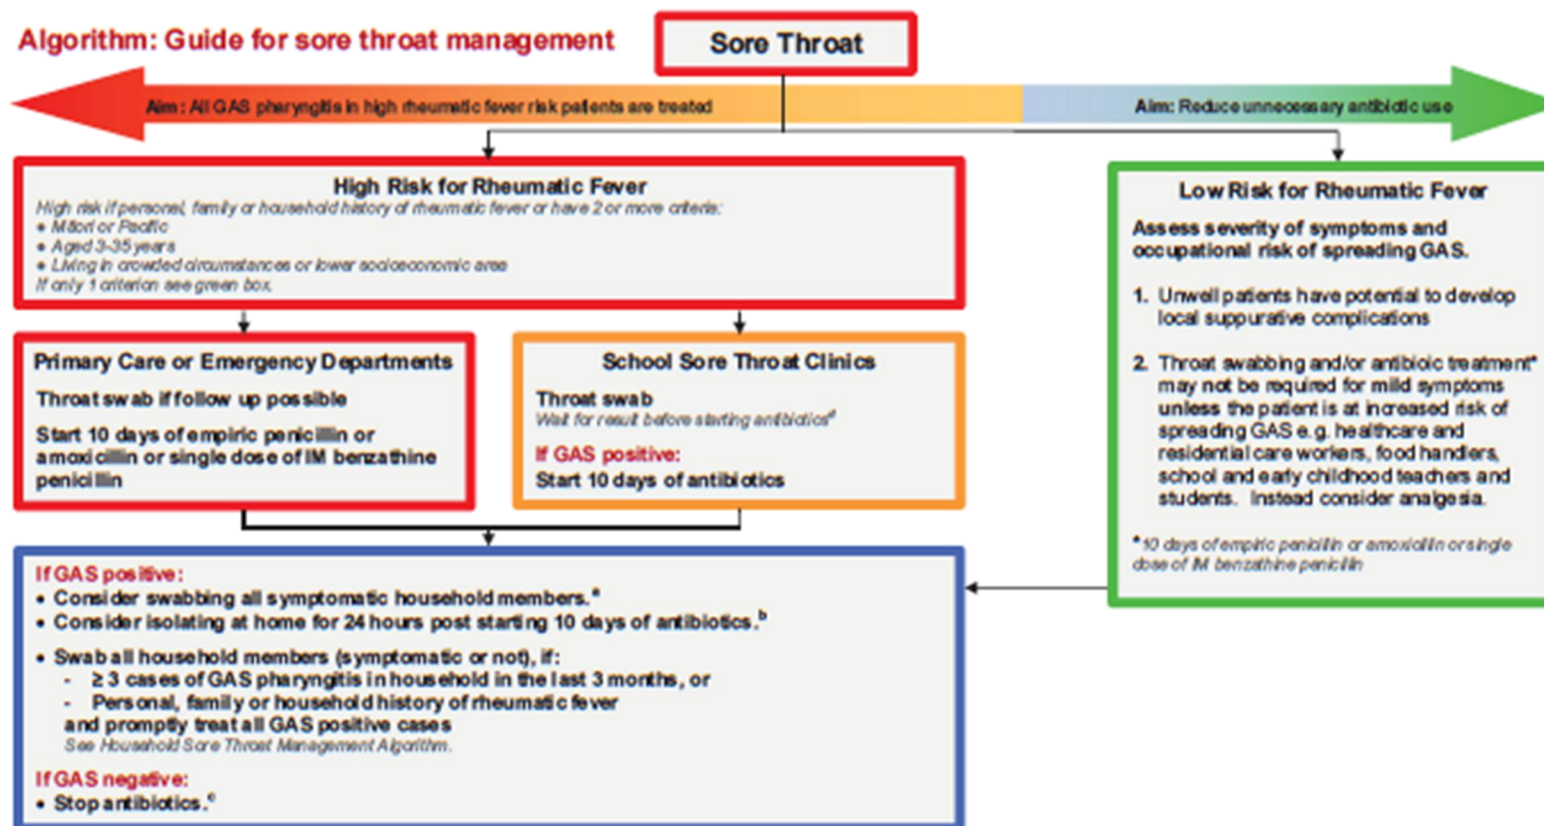 Algorithm: Guide for sore throat management
Sore Throat
Aim: All GAS pharyngitis in high rheumatic fever risk patients are treated
Aim: Reduce unnecessary antibiotic use
High Risk for Rheumatic Fever
High risk if personal, family or household history of rheumatic fever or have 2 or more criteria:
• Māori or Pacific
• Aged 3-35 years
• Living in crowded circumstances or lower socioeconomic area
If only 1 criterion see green box.
Low Risk for Rheumatic Fever
Assess severity of symptoms and
occupational risk of spreading GAS.
1. Unwell patients have potential to develop
local suppurative complications
2. Throat swabbing and/or antibioic treatment*
may not be required for mild symptoms
unless the patient is at increased risk of
spreading GAS e.g. healthcare and
residential care workers, food handlers,
school and early childhood teachers and
students. Instead consider analgesia.
*10 days of empiric penicillin or amoxicillin or single
dose of IM benzathine penicillin
Primary Care or Emergency Departments
Throat swab if follow up possible
Start 10 days of empiric penicillin or
amoxicillin or single dose of IM benzathine
penicillin
School Sore Throat Clinics
Throat swab
Wait for result before starting antibiotics
If GAS positive:
Start 10 days of antibiotics
If GAS positive:
• Consider swabbing all symptomatic household members.a
• Consider isolating at home for 24 hours post starting 10 days of antibiotics.b
• Swab all household members (symptomatic or not), if:
- ≥ 3 cases of GAS pharyngitis in household in the last 3 months, or
- Personal, family or household history of rheumatic fever
and promptly treat all GAS positive cases
See Household Sore Throat Management Algorithm.
If GAS negative:
• Stop antibiotics.c